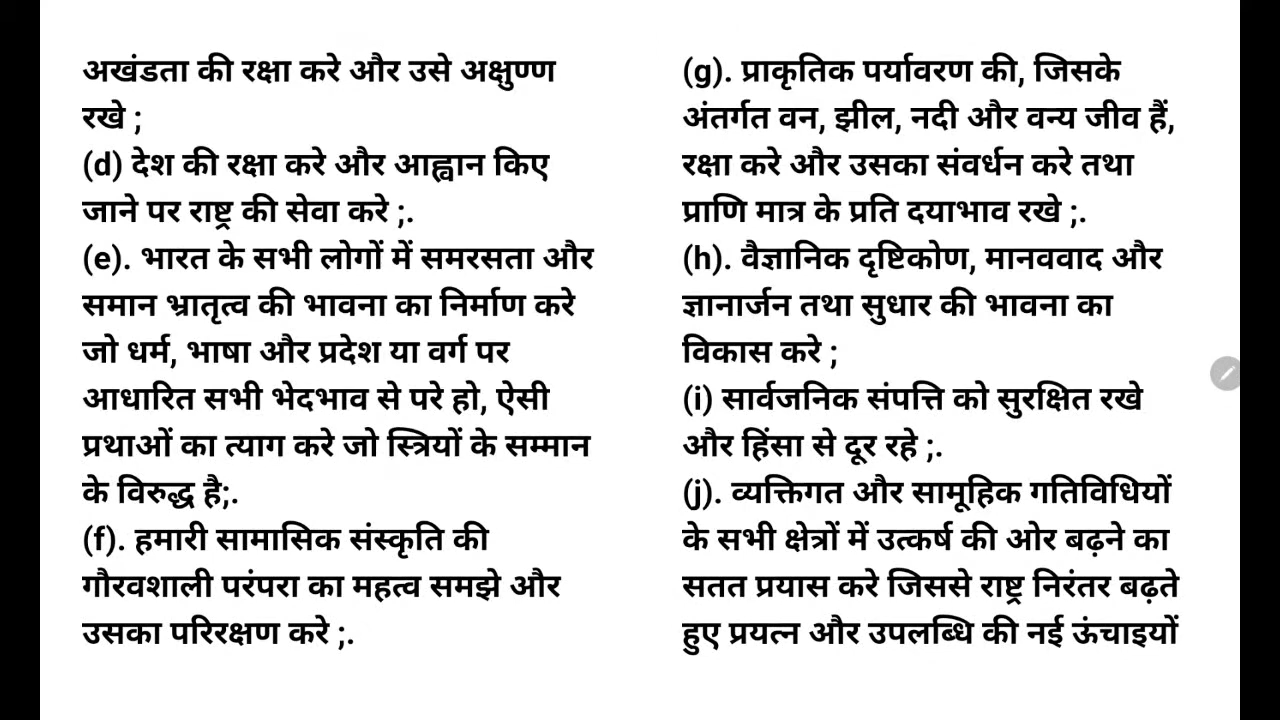 अखंडता की रक्षा करे और उसे अक्षुण्ण
रखे ;
(d) देश की रक्षा करे और आह्वान किए
जाने पर राष्ट्र की सेवा करे ;.
(e). भारत के सभी लोगों में समरसता और
समान भ्रातृत्व की भावना का निर्माण करे
जो धर्म, भाषा और प्रदेश या वर्ग पर
आधारित सभी भेदभाव से परे हो, ऐसी
प्रथाओं का त्याग करे जो स्त्रियों के सम्मान
के विरुद्ध है;.
(f). हमारी सामासिक संस्कृति की
गौरवशाली परंपरा का महत्व समझे और
उसका परिरक्षण करे ;.
(g). प्राकृतिक पर्यावरण की, जिसके
अंतर्गत वन, झील, नदी और वन्य जीव हैं,
रक्षा करे और उसका संवर्धन करे तथा
प्राणि मात्र के प्रति दयाभाव रखे ;.
(h). वैज्ञानिक दृष्टिकोण, मानववाद और
ज्ञानार्जन तथा सुधार की भावना का
विकास करे ;
(i) सार्वजनिक संपत्ति को सुरक्षित रखे
और हिंसा से दूर रहे ;.
(j). व्यक्तिगत और सामूहिक गतिविधियों
के सभी क्षेत्रों में उत्कर्ष की ओर बढ़ने का
सतत प्रयास करे जिससे राष्ट्र निरंतर बढ़ते
हुए प्रयत्न और उपलब्धि की नई ऊंचाइयों